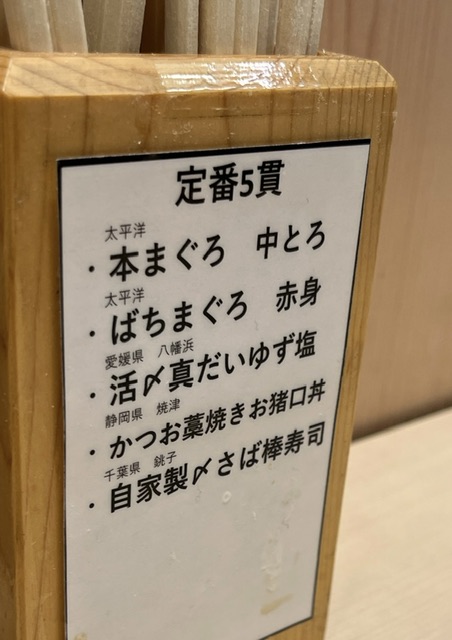 定番5貫
太平洋
・本まぐろ 中とろ
太平洋
・ばちまぐろ 赤身
愛媛県 八幡浜
・活〆真だいゆず塩
静岡県 焼津
・かつお藁焼きお猪口丼
千葉県 銚子
・自家製〆さば棒寿司